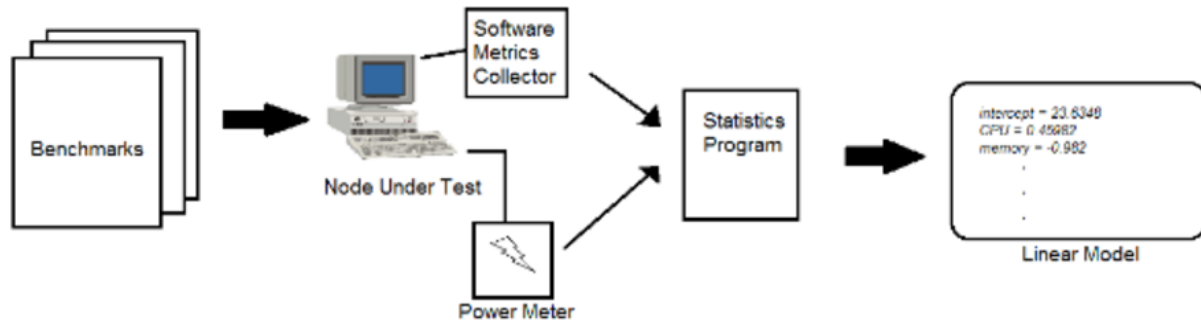 Benchmarks
Node Under Test
Software
Metrics
Collector
Power Meter
Statistics
Program
intercept = 23.6348
CPU = 0.45982
memory = -0.982
.
.
.
Linear Model